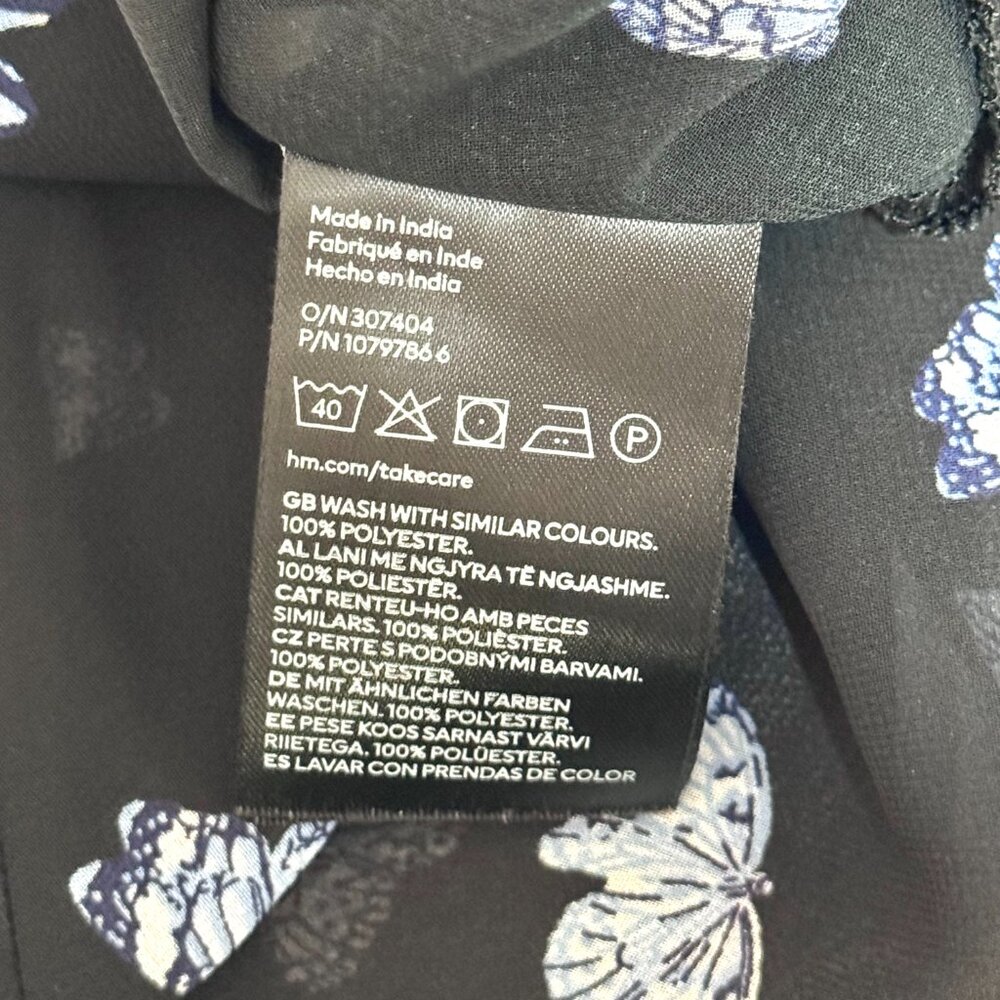 Made in India
Fabriqué en Inde
Hecho en India
O/N 307404
P/N 1079786 6
40 P
hm.com/takecare
GB WASH WITH SIMILAR COLOURS.
100% POLYESTER.
AL LANI ME NGJYRA TË NGJASHME.
100% POLIESTËR.
CAT RENTEU-HO AMB PECES
SIMILARS. 100% POLIÈSTER.
CZ PERTE S PODOBNÝMI BARVAMI.
100% POLYESTER.
DE MIT ÄHNLICHEN FARBEN
WASCHEN. 100% POLYESTER.
EE PESE KOOS SARNAST VÄRVI
RIIETEGA. 100% POLÜESTER.
ES LAVAR CON PRENDAS DE COLOR